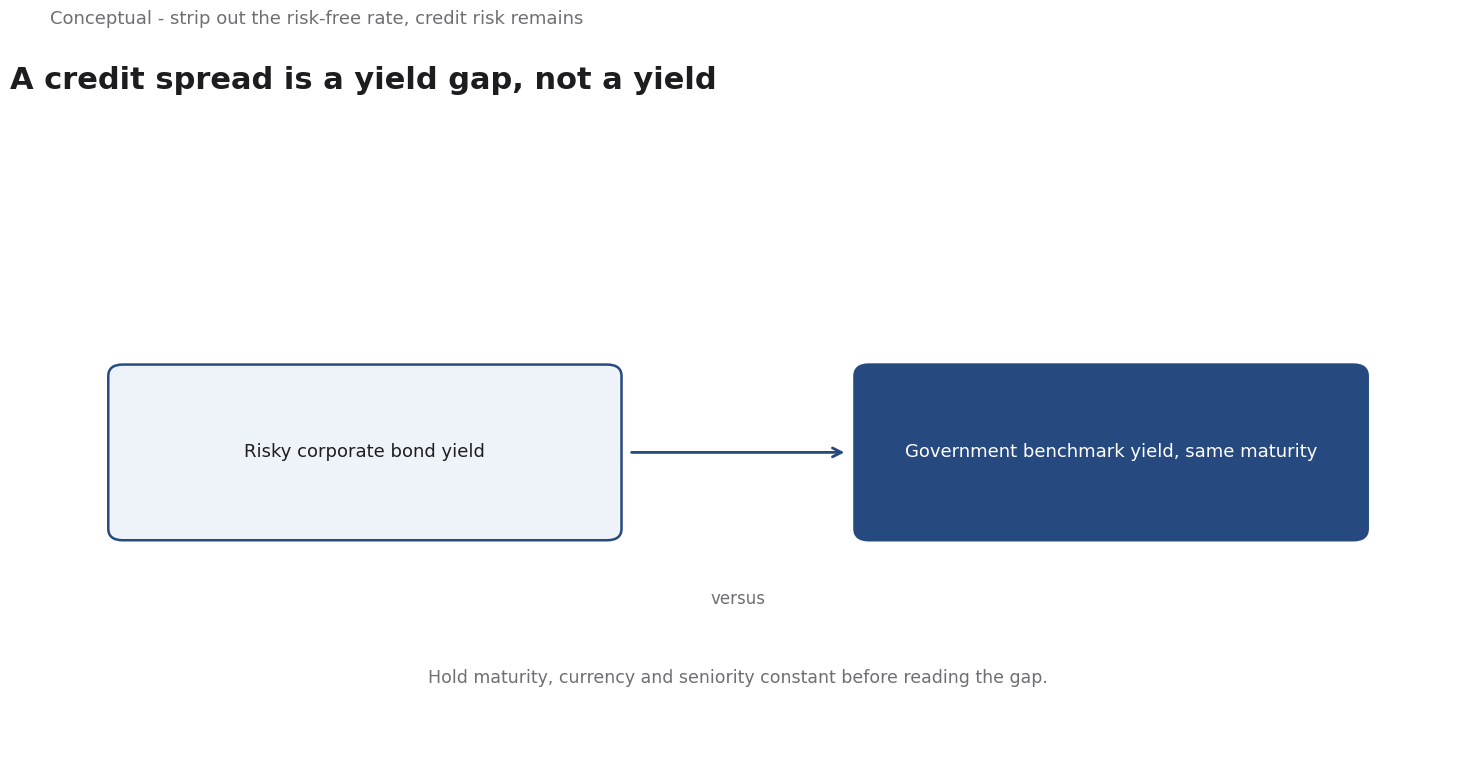 Conceptual - strip out the risk-free rate, credit risk remains
A credit spread is a yield gap, not a yield
Risky corporate bond yield
Government benchmark yield, same maturity
versus
Hold maturity, currency and seniority constant before reading the gap.